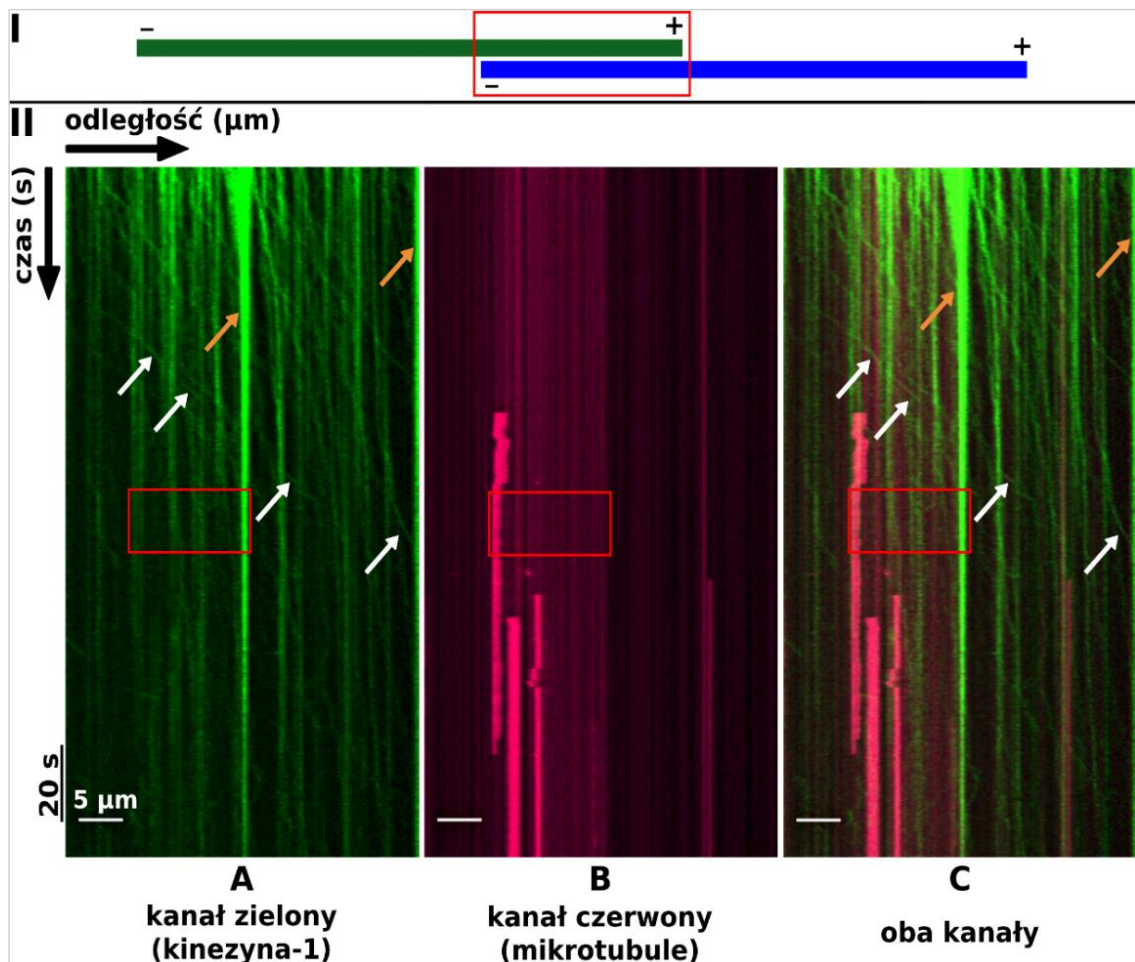 I
– +
+
–
II
odległość (µm)
czas (s)
20 s
5 µm
A B C
kanał zielony
(kinezyna-1)
kanał czerwony
(mikrotubule)
oba kanały